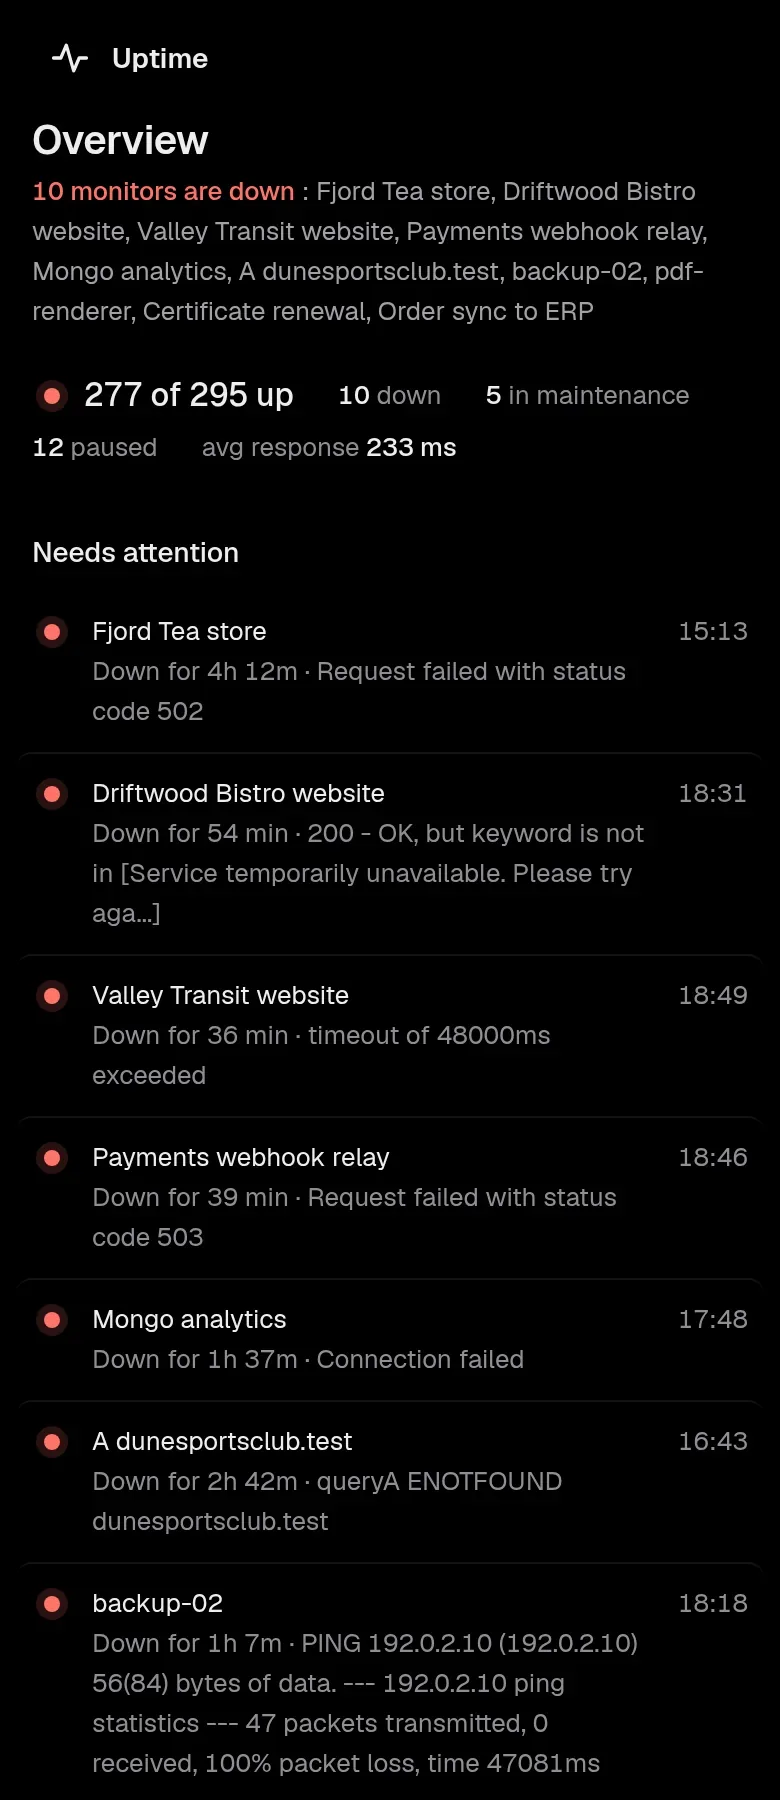 Uptime
Overview
10 monitors are down : Fjord Tea store, Driftwood Bistro
website, Valley Transit website, Payments webhook relay,
Mongo analytics, A dunesportsclub.test, backup-02, pdf-
renderer, Certificate renewal, Order sync to ERP
277 of 295 up 10 down 5 in maintenance
12 paused avg response 233 ms
Needs attention
Fjord Tea store 15:13
Down for 4h 12m · Request failed with status
code 502
Driftwood Bistro website 18:31
Down for 54 min · 200 - OK, but keyword is not
in [Service temporarily unavailable. Please try
aga...]
Valley Transit website 18:49
Down for 36 min · timeout of 48000ms
exceeded
Payments webhook relay 18:46
Down for 39 min · Request failed with status
code 503
Mongo analytics 17:48
Down for 1h 37m · Connection failed
A dunesportsclub.test 16:43
Down for 2h 42m · queryA ENOTFOUND
dunesportsclub.test
backup-02 18:18
Down for 1h 7m · PING 192.0.2.10 (192.0.2.10)
56(84) bytes of data. --- 192.0.2.10 ping
statistics --- 47 packets transmitted, 0
received, 100% packet loss, time 47081ms